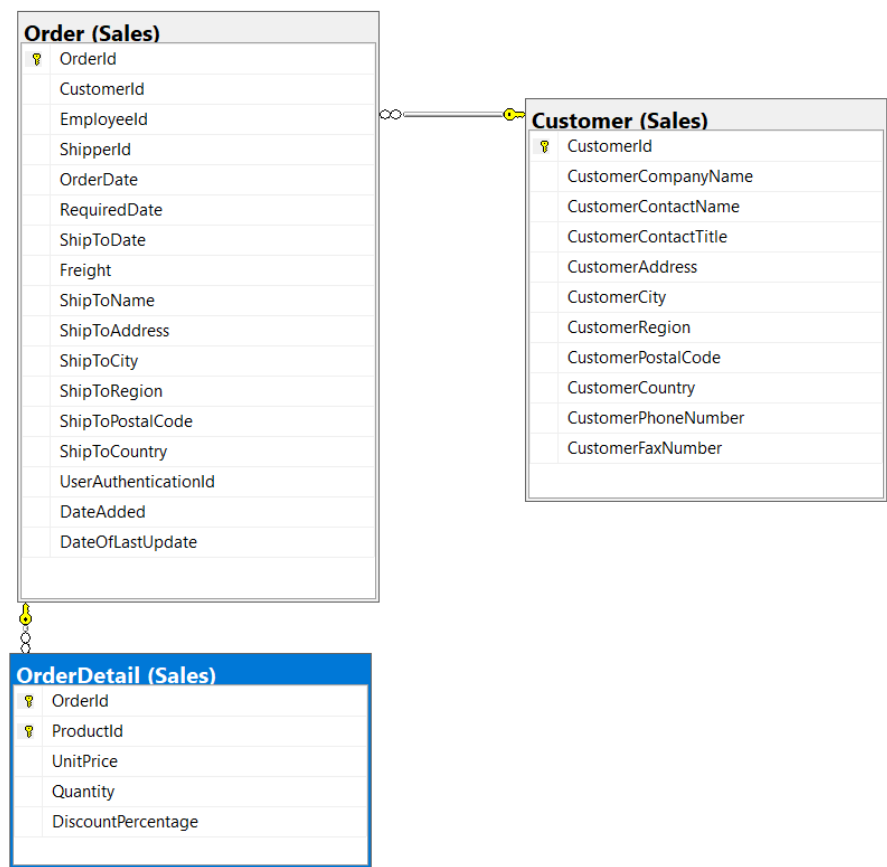 Order (Sales)
OrderId
CustomerId
EmployeeId
ShipperId
OrderDate
RequiredDate
ShipToDate
Freight
ShipToName
ShipToAddress
ShipToCity
ShipToRegion
ShipToPostalCode
ShipToCountry
UserAuthenticationId
DateAdded
DateOfLastUpdate
Customer (Sales)
CustomerId
CustomerCompanyName
CustomerContactName
CustomerContactTitle
CustomerAddress
CustomerCity
CustomerRegion
CustomerPostalCode
CustomerCountry
CustomerPhoneNumber
CustomerFaxNumber
OrderDetail (Sales)
OrderId
ProductId
UnitPrice
Quantity
DiscountPercentage